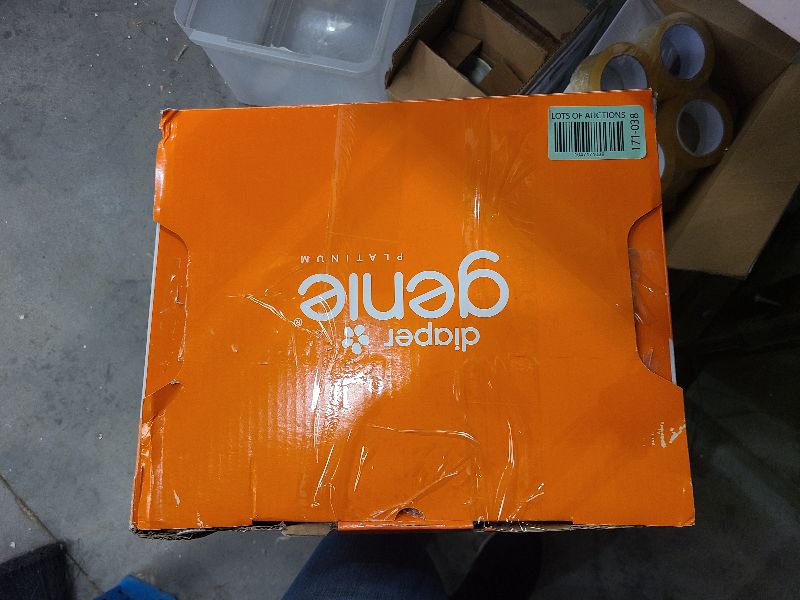 LOTS OF AUCTIONS
171-038
diaper
genie®
PLATINUM